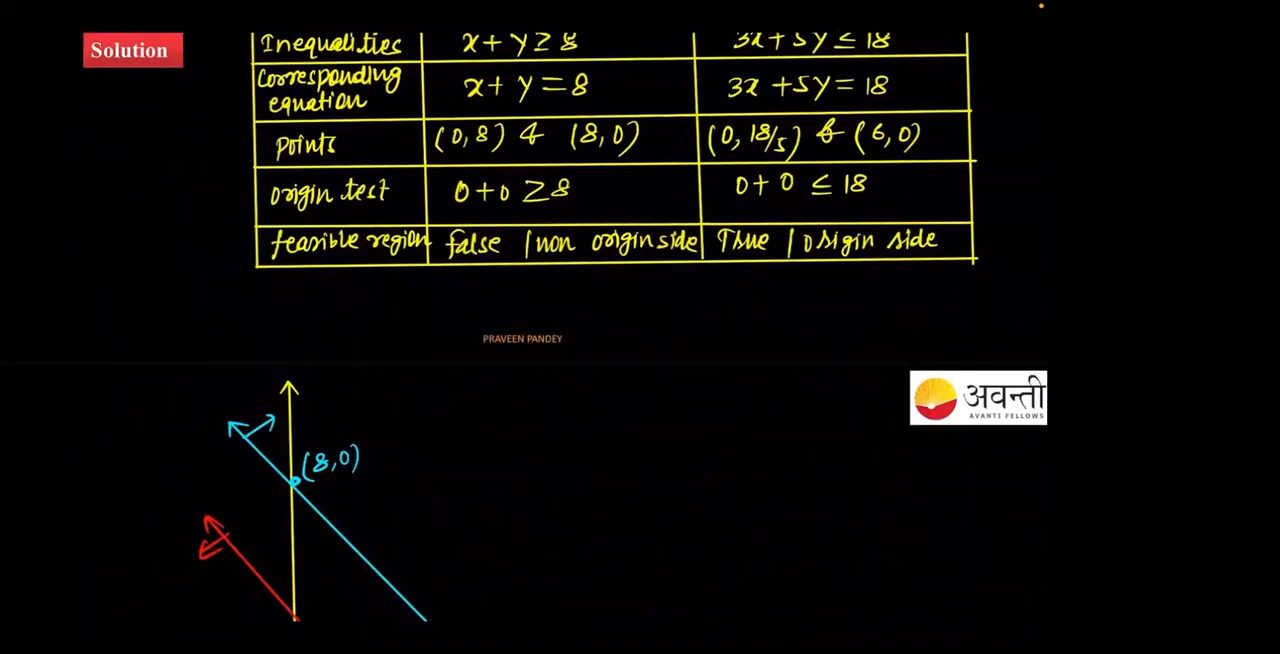 Solution
Inequalities x + y ≥ 8 3x + 5y ≤ 18
Corresponding equation x + y = 8 3x + 5y = 18
Points (0, 8) & (8, 0) (0, 18/5) & (6, 0)
origin test 0 + 0 ≥ 8 0 + 0 ≤ 18
feasible region false / non origin side True / origin side
PRAVEEN PANDEY
अवन्ती
AVANTI FELLOWS
(8, 0)